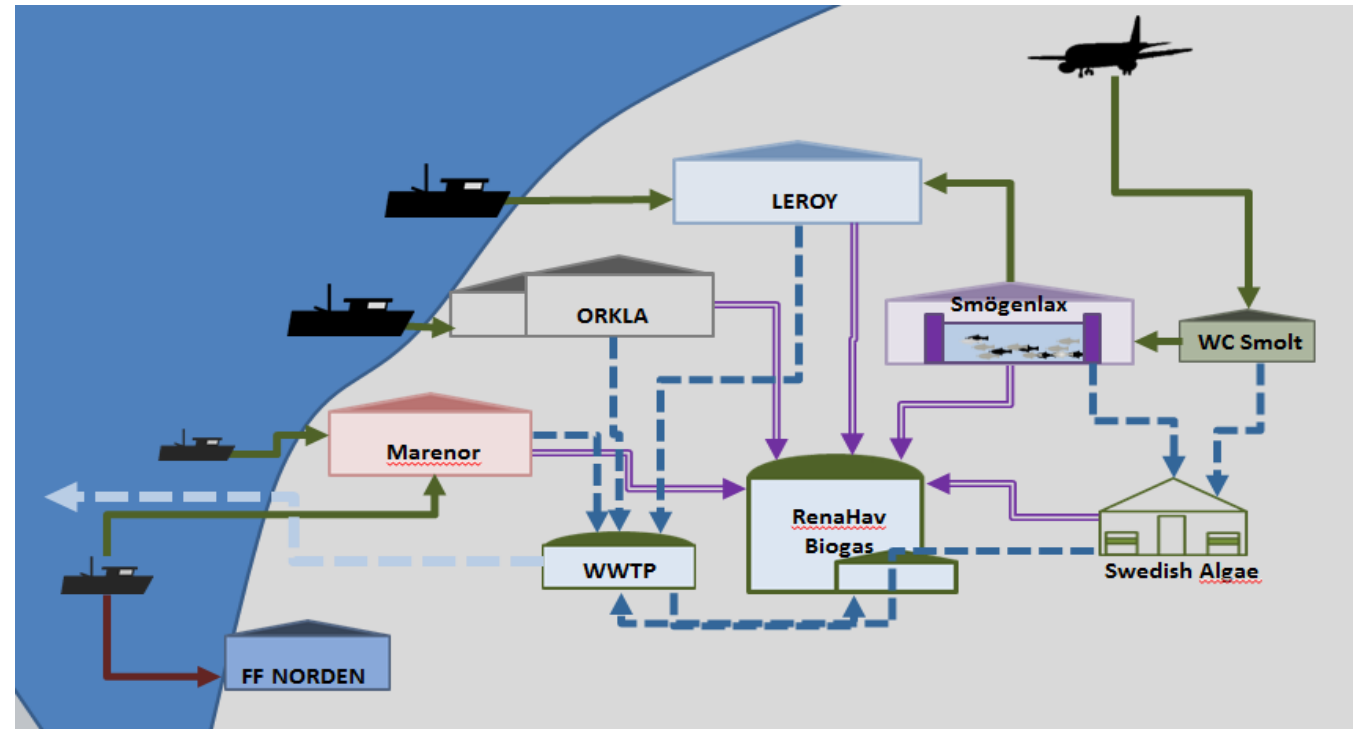 LEROY
Smögenlax
ORKLA
WC Smolt
Marenor
RenaHav
Biogas
WWTP
Swedish Algae
FF NORDEN